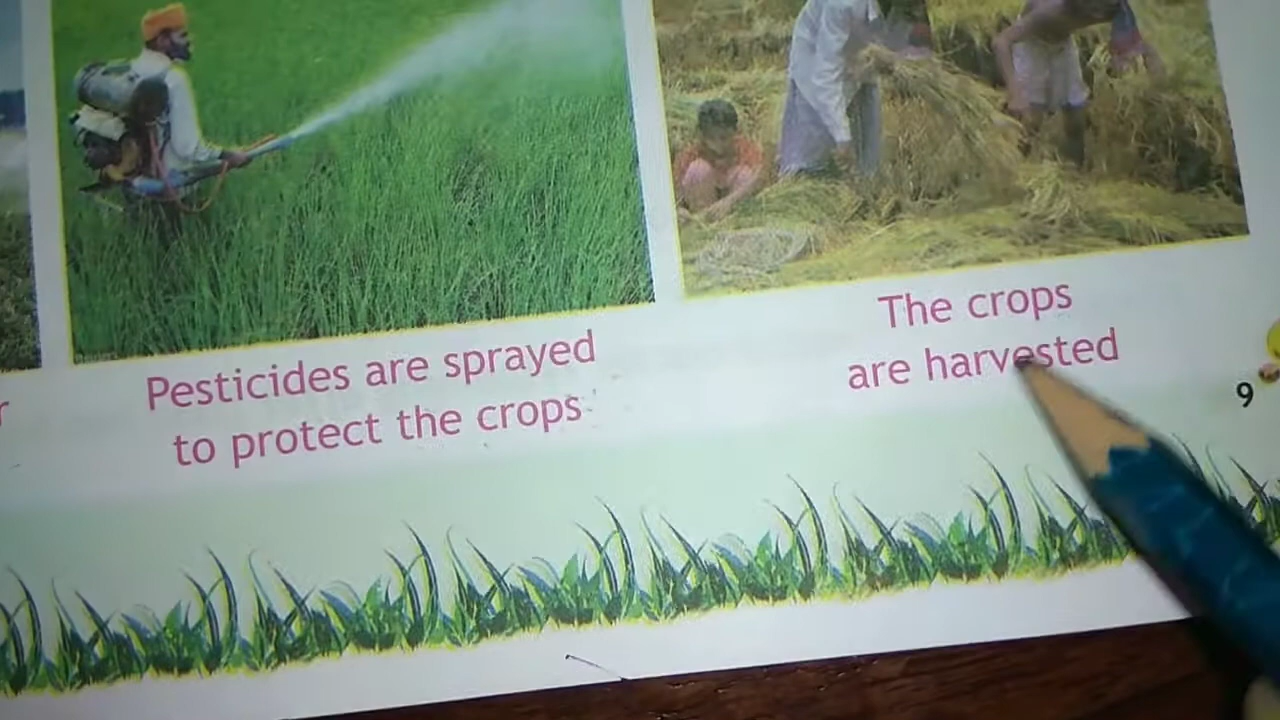 Pesticides are sprayed
to protect the crops
The crops
are harvested
9